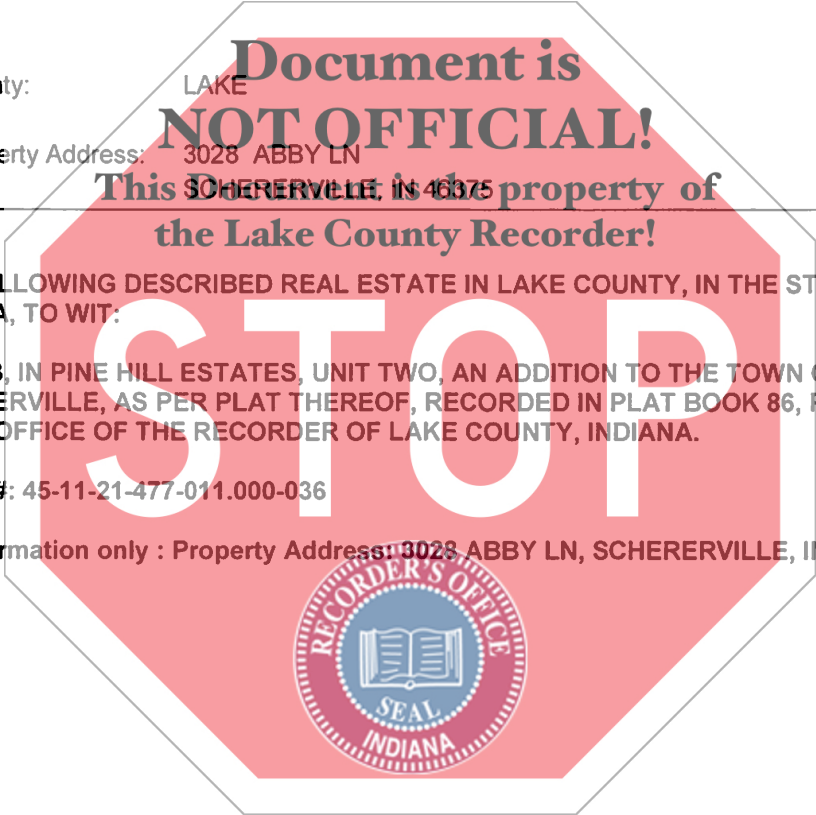 Document is
ty: LAKE
NOT OFFICIAL!
erty Address: 3028 ABBY LN
This Document is the property of
SCHERERVILLE, IN 46375
the Lake County Recorder!
LLOWING DESCRIBED REAL ESTATE IN LAKE COUNTY, IN THE ST
A, TO WIT:
STOP
, IN PINE HILL ESTATES, UNIT TWO, AN ADDITION TO THE TOWN
ERVILLE, AS PER PLAT THEREOF, RECORDED IN PLAT BOOK 86,
OFFICE OF THE RECORDER OF LAKE COUNTY, INDIANA.
#: 45-11-21-477-011.000-036
rmation only : Property Address: 3028 ABBY LN, SCHERERVILLE, I
RECORDER'S OFFICE
SEAL
INDIANA